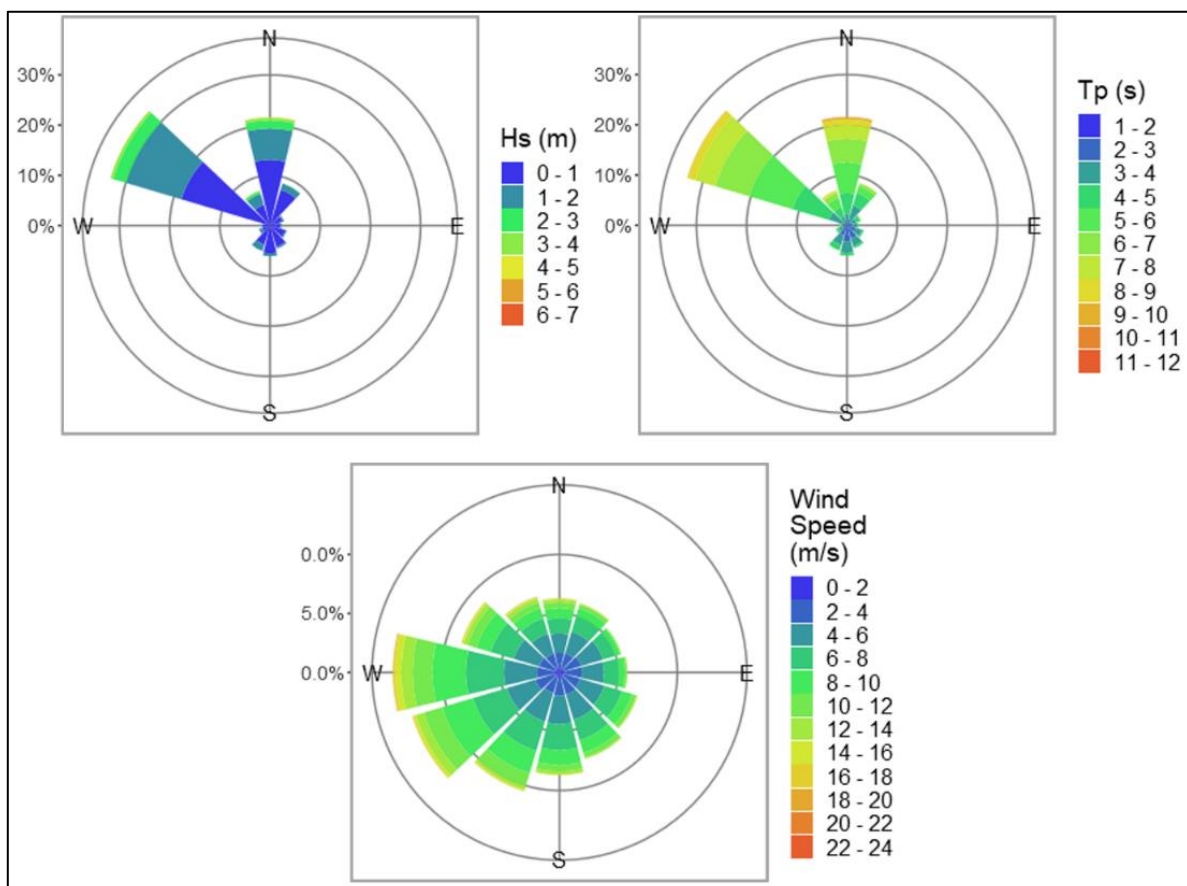 N
30%
20%
10%
0%
W
E
S
Hs (m)
0 - 1
1 - 2
2 - 3
3 - 4
4 - 5
5 - 6
6 - 7
N
30%
20%
10%
0%
W
E
S
Tp (s)
1 - 2
2 - 3
3 - 4
4 - 5
5 - 6
6 - 7
7 - 8
8 - 9
9 - 10
10 - 11
11 - 12
N
0.0%
5.0%
0.0%
W
E
S
Wind
Speed
(m/s)
0 - 2
2 - 4
4 - 6
6 - 8
8 - 10
10 - 12
12 - 14
14 - 16
16 - 18
18 - 20
20 - 22
22 - 24